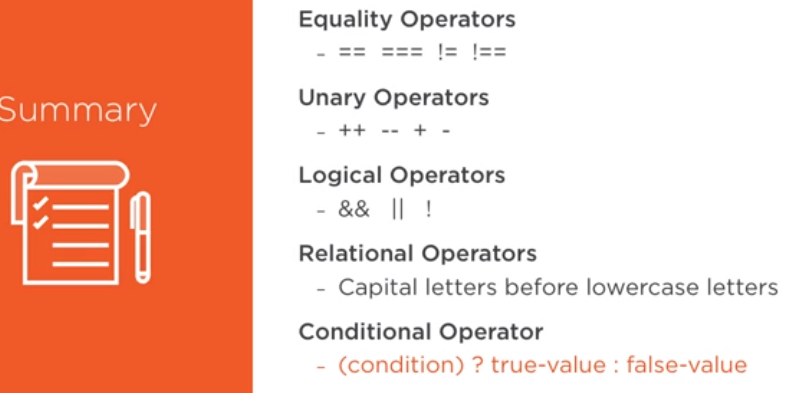 Summary
Equality Operators
- == === != !==
Unary Operators
- ++ -- + -
Logical Operators
- && || !
Relational Operators
- Capital letters before lowercase letters
Conditional Operator
- (condition) ? true-value : false-value